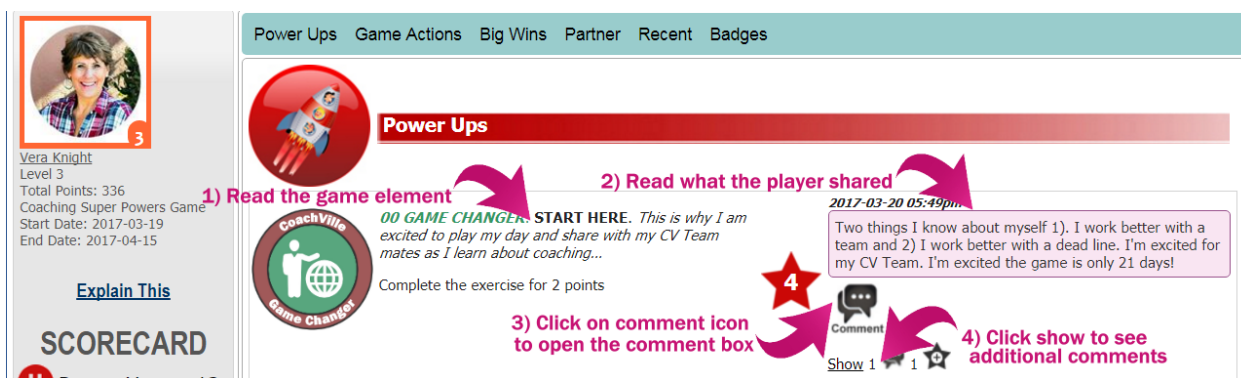 Power Ups Game Actions Big Wins Partner Recent Badges
3
Vera Knight
Level 3
Total Points: 336
Coaching Super Powers Game
Start Date: 2017-03-19
End Date: 2017-04-15
Explain This
SCORECARD
Power Ups
1) Read the game element
2) Read what the player shared
CoachVille
Game Changer
00 GAME CHANGER: START HERE. This is why I am
excited to play my day and share with my CV Team
mates as I learn about coaching...
Complete the exercise for 2 points
4
2017-03-20 05:49pm
Two things I know about myself 1). I work better with a
team and 2) I work better with a dead line. I'm excited for
my CV Team. I'm excited the game is only 21 days!
Comment
3) Click on comment icon
to open the comment box
4) Click show to see
additional comments
Show 1 1